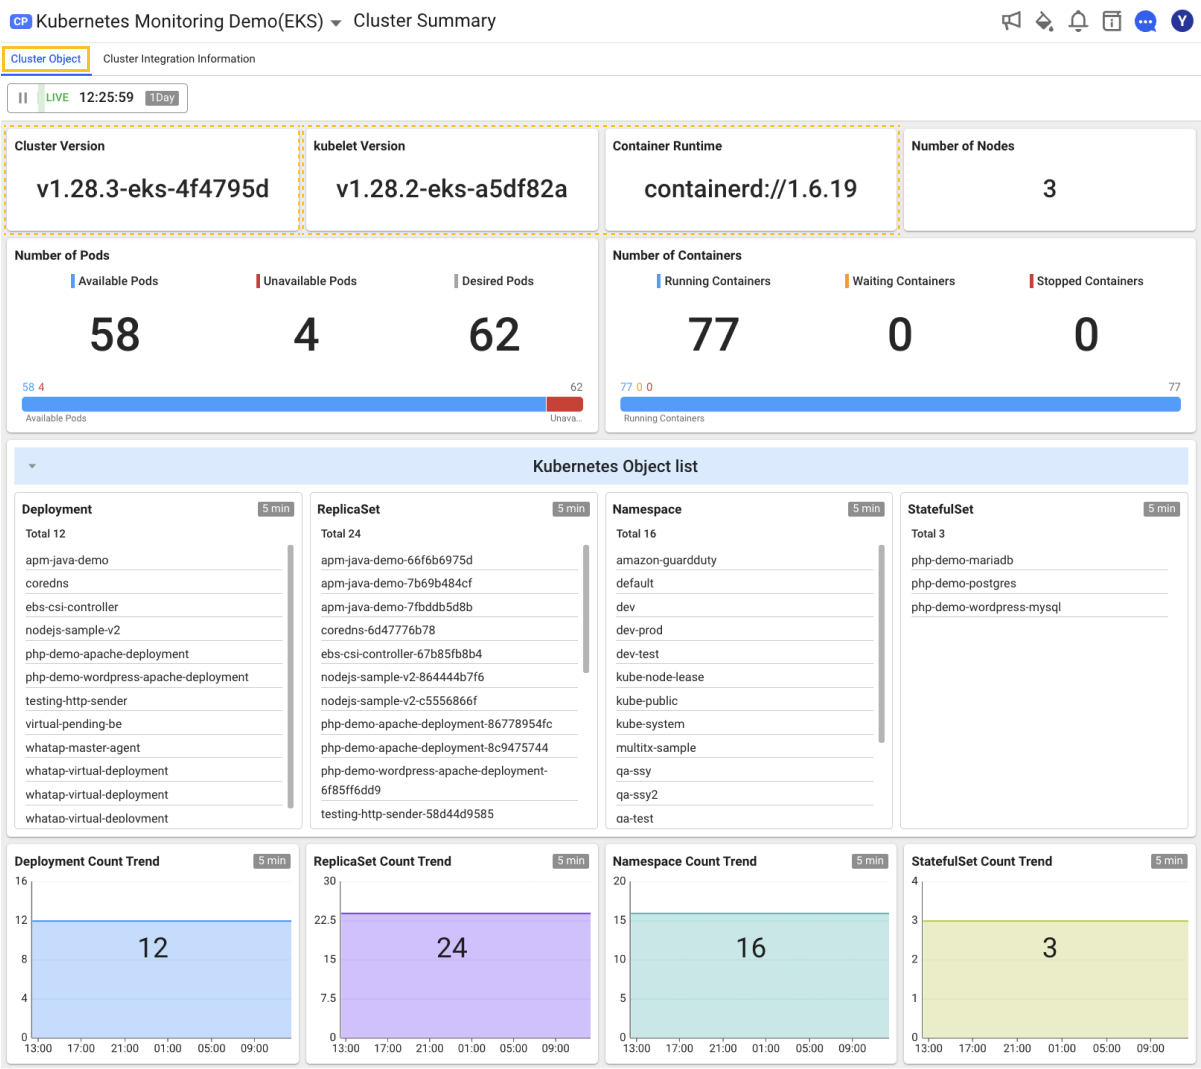 CP Kubernetes Monitoring Demo(EKS) Cluster Summary
Y
Cluster Object Cluster Integration Information
LIVE 12:25:59 1Day
Cluster Version
v1.28.3-eks-4f4795d
kubelet Version
v1.28.2-eks-a5df82a
Container Runtime
containerd://1.6.19
Number of Nodes
3
Number of Pods
Available Pods Unavailable Pods Desired Pods
58 4 62
58 4 62
Available Pods Unava...
Number of Containers
Running Containers Waiting Containers Stopped Containers
77 0 0
77 0 0 77
Running Containers
Kubernetes Object list
Deployment 5 min
Total 12
apm-java-demo
coredns
ebs-csi-controller
nodejs-sample-v2
php-demo-apache-deployment
php-demo-wordpress-apache-deployment
testing-http-sender
virtual-pending-be
whatap-master-agent
whatap-virtual-deployment
whatap-virtual-deployment
whatap-virtual-deployment
ReplicaSet 5 min
Total 24
apm-java-demo-66f6b6975d
apm-java-demo-7b69b484cf
apm-java-demo-7fbddb5d8b
coredns-6d47776b78
ebs-csi-controller-67b85fb8b4
nodejs-sample-v2-864444b7f6
nodejs-sample-v2-c5556866f
php-demo-apache-deployment-86778954fc
php-demo-apache-deployment-8c9475744
php-demo-wordpress-apache-deployment-
6f85ff6dd9
testing-http-sender-58d44d9585
Namespace 5 min
Total 16
amazon-guardduty
default
dev
dev-prod
dev-test
kube-node-lease
kube-public
kube-system
multitx-sample
qa-ssy
qa-ssy2
qa-test
StatefulSet 5 min
Total 3
php-demo-mariadb
php-demo-postgres
php-demo-wordpress-mysql
Deployment Count Trend 5 min
16
12
12
8
4
0
13:00 17:00 21:00 01:00 05:00 09:00
ReplicaSet Count Trend 5 min
30
22.5
24
15
7.5
0
13:00 17:00 21:00 01:00 05:00 09:00
Namespace Count Trend 5 min
20
15
16
10
5
0
13:00 17:00 21:00 01:00 05:00 09:00
StatefulSet Count Trend 5 min
4
3
3
2
1
0
13:00 17:00 21:00 01:00 05:00 09:00